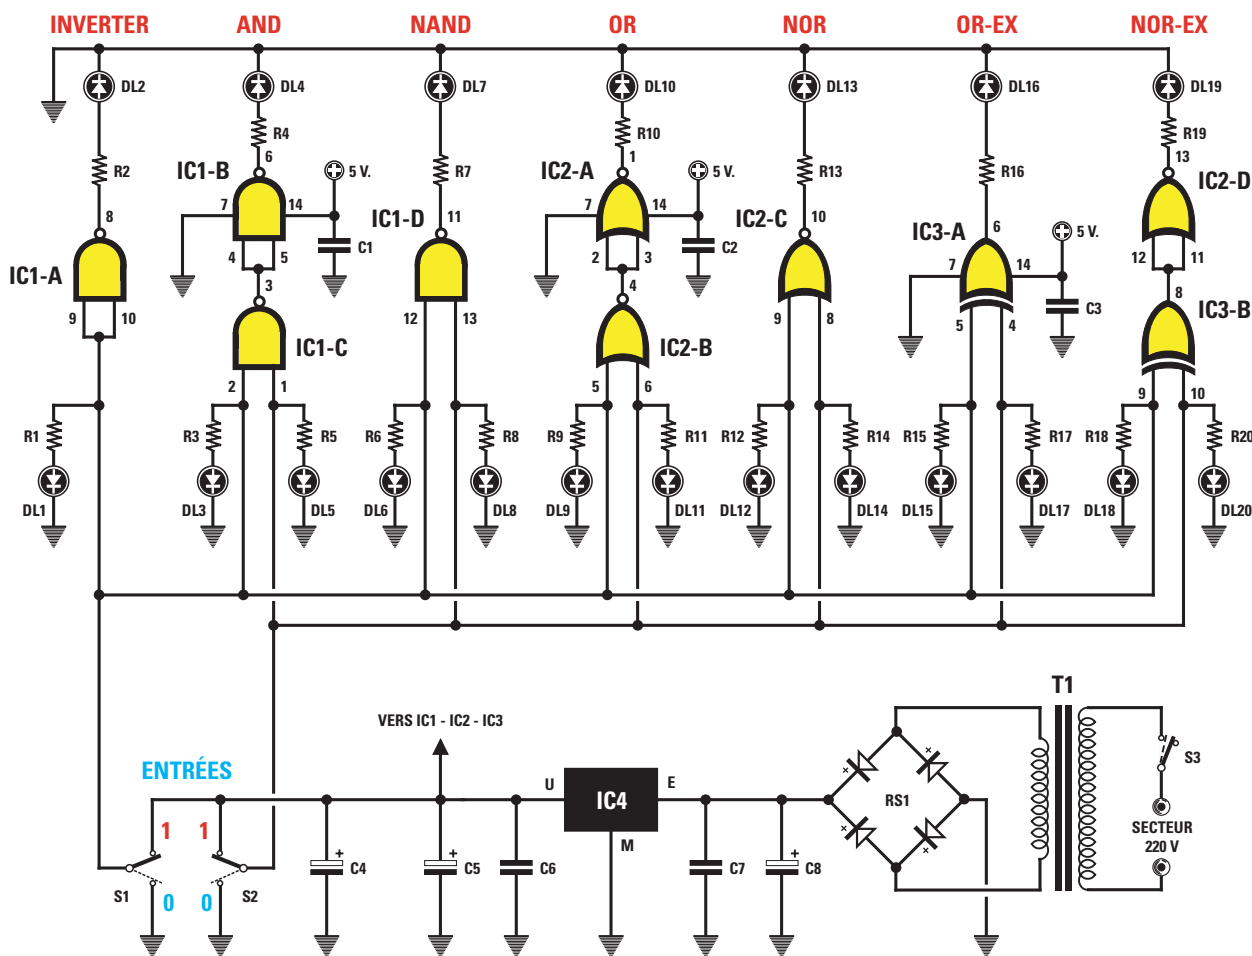 INVERTER AND NAND OR NOR OR-EX NOR-EX
DL2 DL4 DL7 DL10 DL13 DL16 DL19
R4 R10 R19
6 1 13
R2 IC1-B 5 V. R7 IC2-A 5 V. R13 R16 IC2-D
7 14 7 14
8 IC1-D 11 IC2-C 10 IC3-A 6 5 V.
C1 C2
4 5 2 3 12 11
IC1-A 7 14
3 4 8
9 10 12 13 9 8 5 4 C3
IC1-C IC2-B IC3-B
2 1 5 6 9 10
R1 R3 R5 R6 R8 R9 R11 R12 R14 R15 R17 R18 R20
DL1 DL3 DL5 DL6 DL8 DL9 DL11 DL12 DL14 DL15 DL17 DL18 DL20
T1
VERS IC1 - IC2 - IC3
S3
ENTRÉES
U IC4 E RS1
SECTEUR
220 V
1 1
M
C4 C5 C6 C7 C8
+ + +
S1 0 0 S2